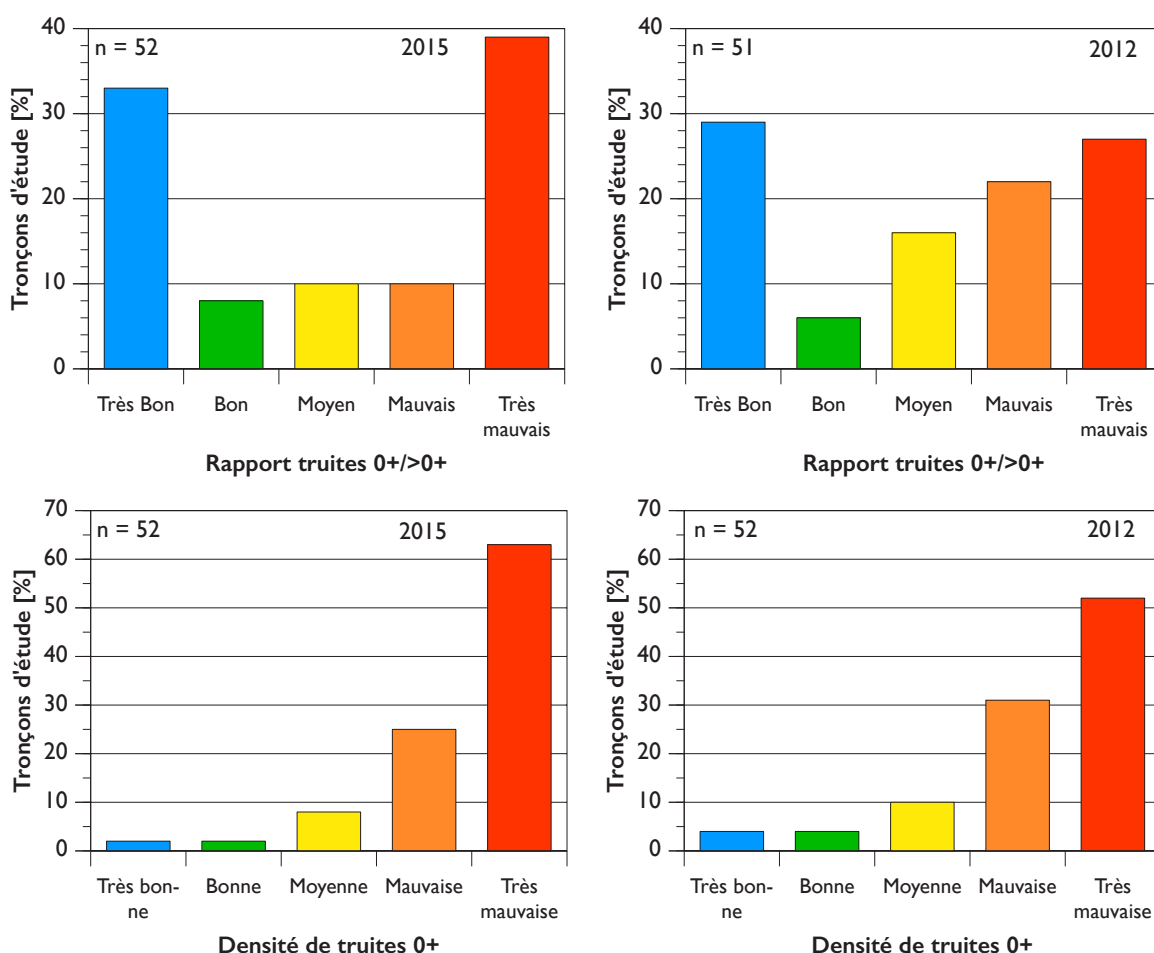 Tronçons d'étude [%]
40
30
20
10
0
n = 52
2015
Très Bon
Bon
Moyen
Mauvais
Très
mauvais
Rapport truites 0+/>0+
Tronçons d'étude [%]
40
30
20
10
0
n = 51
2012
Très Bon
Bon
Moyen
Mauvais
Très
mauvais
Rapport truites 0+/>0+
Tronçons d'étude [%]
70
60
50
40
30
20
10
0
n = 52
2015
Très bon-
ne
Bonne
Moyenne
Mauvaise
Très
mauvaise
Densité de truites 0+
Tronçons d'étude [%]
70
60
50
40
30
20
10
0
n = 52
2012
Très bon-
ne
Bonne
Moyenne
Mauvaise
Très
mauvaise
Densité de truites 0+